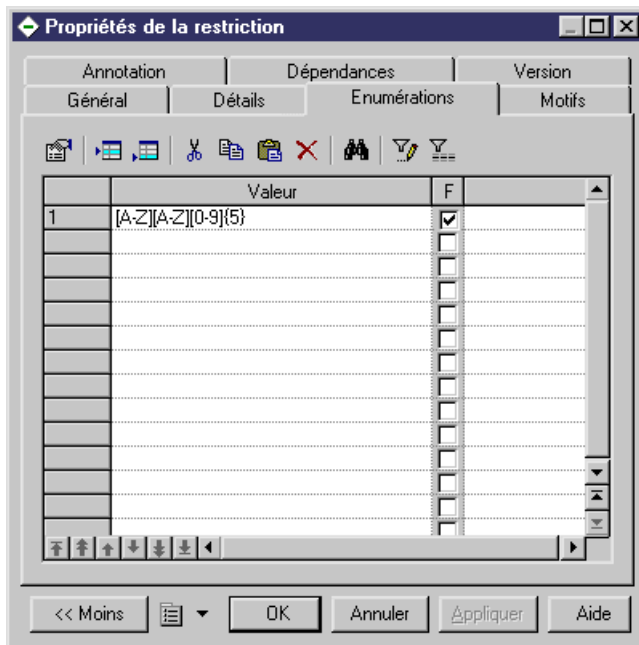 Propriétés de la restriction
Annotation Dépendances Version
Général Détails Enumérations Motifs
Valeur F
1 [A-Z][A-Z][0-9]{5}
<< Moins OK Annuler Appliquer Aide